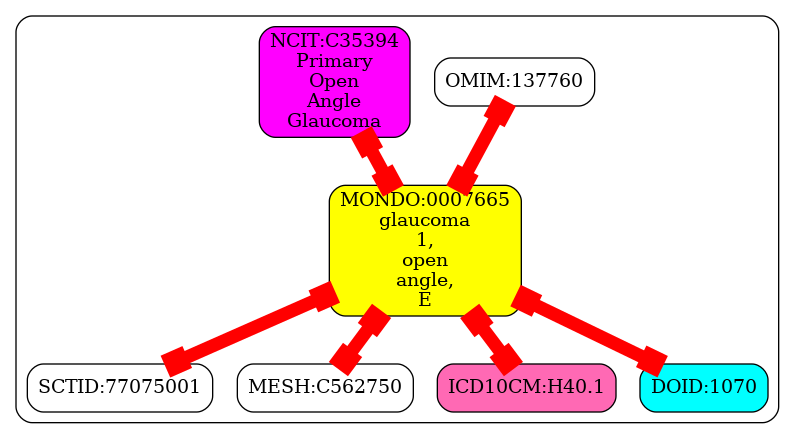 NCIT:C35394
Primary
Open
Angle
Glaucoma
OMIM:137760
MONDO:0007665
glaucoma
1,
open
angle,
E
SCTID:77075001
MESH:C562750
ICD10CM:H40.1
DOID:1070